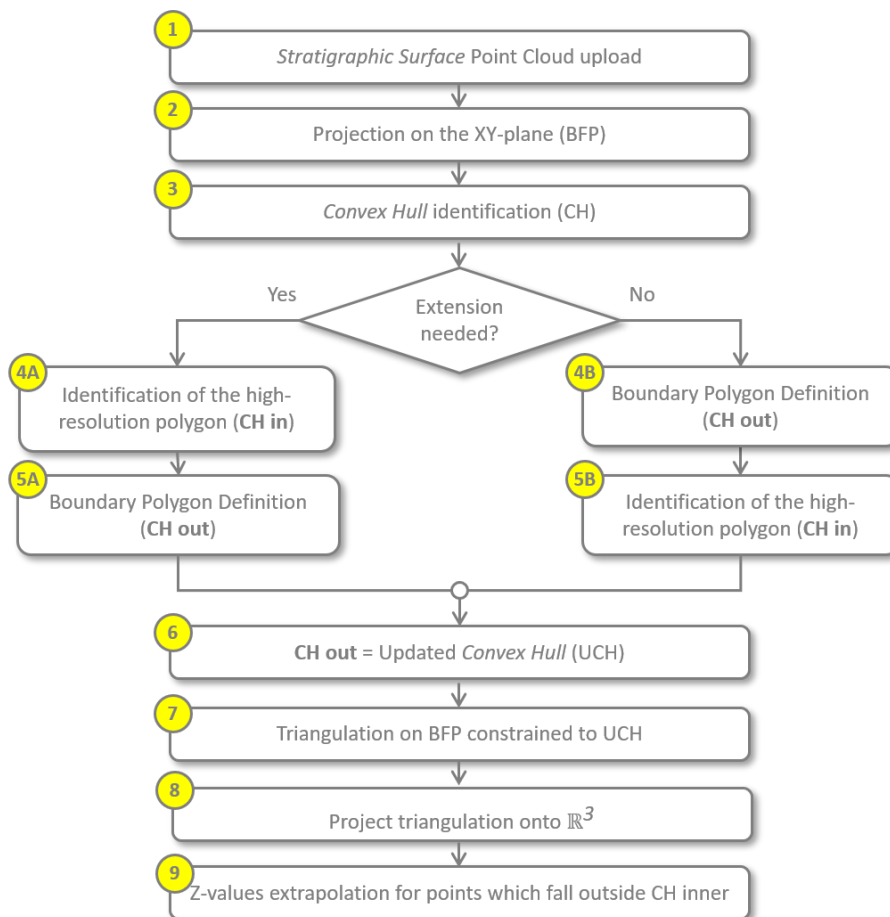 1
Stratigraphic Surface Point Cloud upload
2
Projection on the XY-plane (BFP)
3
Convex Hull identification (CH)
Yes
Extension
needed?
No
4A
Identification of the high-
resolution polygon (CH in)
4B
Boundary Polygon Definition
(CH out)
5A
Boundary Polygon Definition
(CH out)
5B
Identification of the high-
resolution polygon (CH in)
6
CH out = Updated Convex Hull (UCH)
7
Triangulation on BFP constrained to UCH
8
Project triangulation onto ℝ³
9
Z-values extrapolation for points which fall outside CH inner